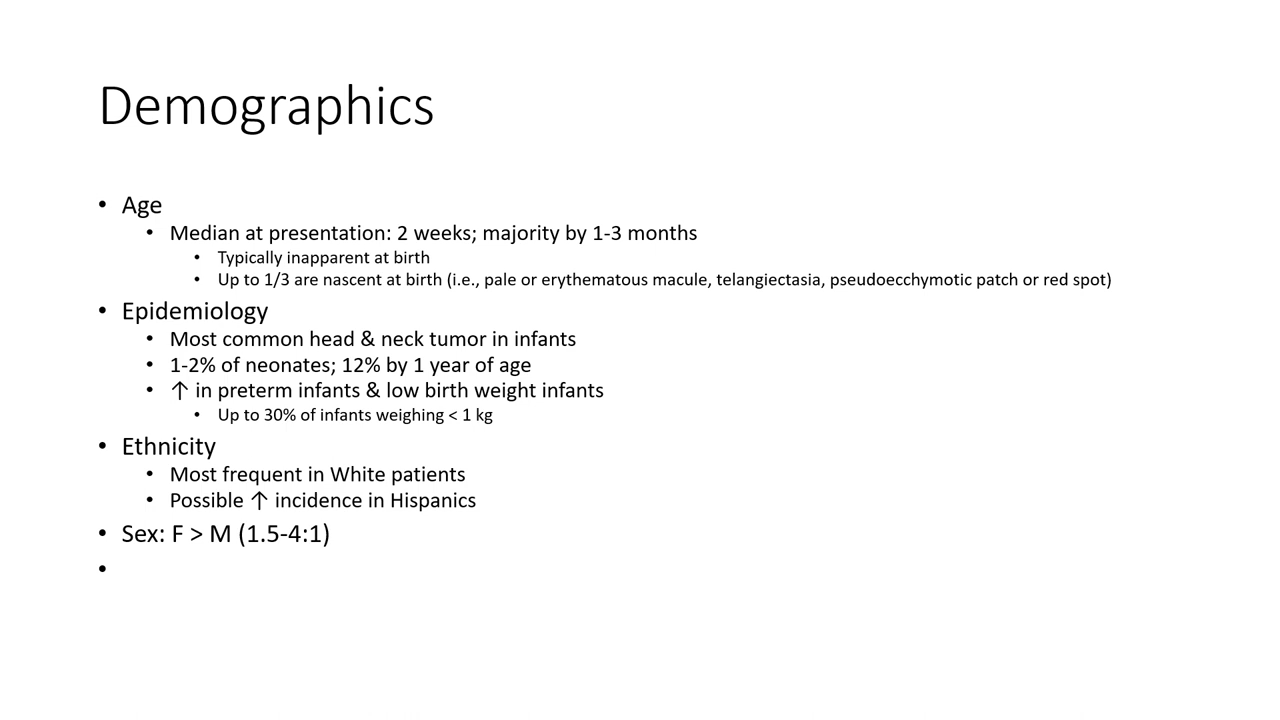 Demographics
• Age
• Median at presentation: 2 weeks; majority by 1-3 months
• Typically inapparent at birth
• Up to 1/3 are nascent at birth (i.e., pale or erythematous macule, telangiectasia, pseudoecchymotic patch or red spot)
• Epidemiology
• Most common head & neck tumor in infants
• 1-2% of neonates; 12% by 1 year of age
• ↑ in preterm infants & low birth weight infants
• Up to 30% of infants weighing < 1 kg
• Ethnicity
• Most frequent in White patients
• Possible ↑ incidence in Hispanics
• Sex: F > M (1.5-4:1)
•